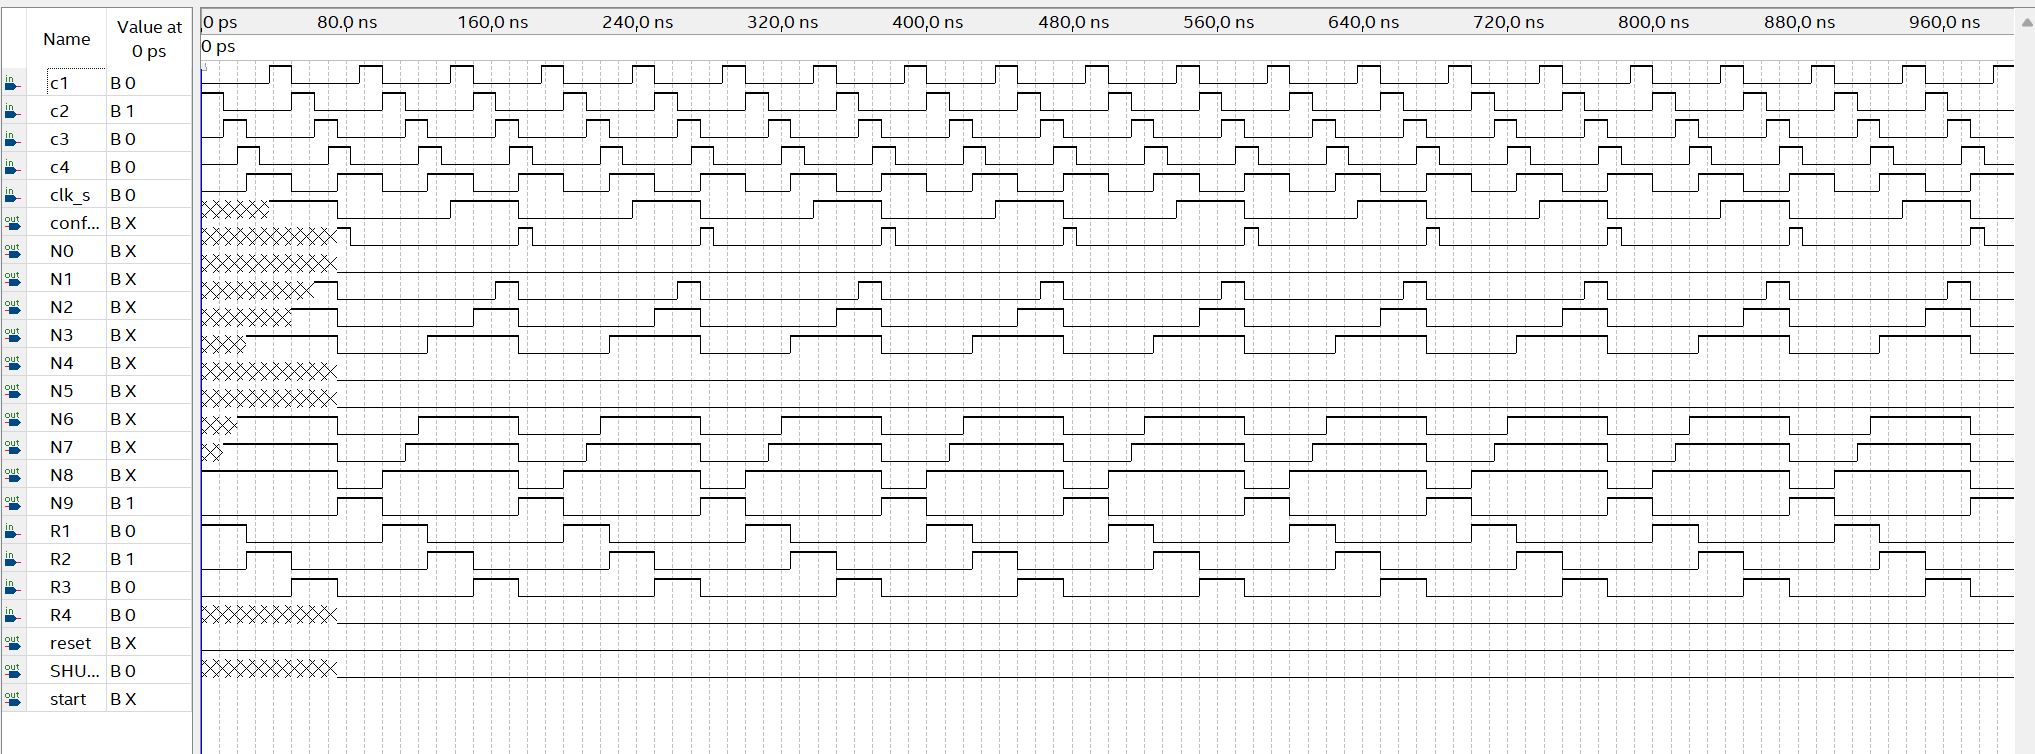 Name Value at 0 ps
0 ps 80,0 ns 160,0 ns 240,0 ns 320,0 ns 400,0 ns 480,0 ns 560,0 ns 640,0 ns 720,0 ns 800,0 ns 880,0 ns 960,0 ns
0 ps
in c1 B 0
in c2 B 1
in c3 B 0
in c4 B 0
in clk_s B 0
out conf... B X
out N0 B X
out N1 B X
out N2 B X
out N3 B X
out N4 B X
out N5 B X
out N6 B X
out N7 B X
out N8 B X
out N9 B 1
in R1 B 0
in R2 B 1
in R3 B 0
in R4 B 0
out reset B X
out SHU... B 0
out start B X